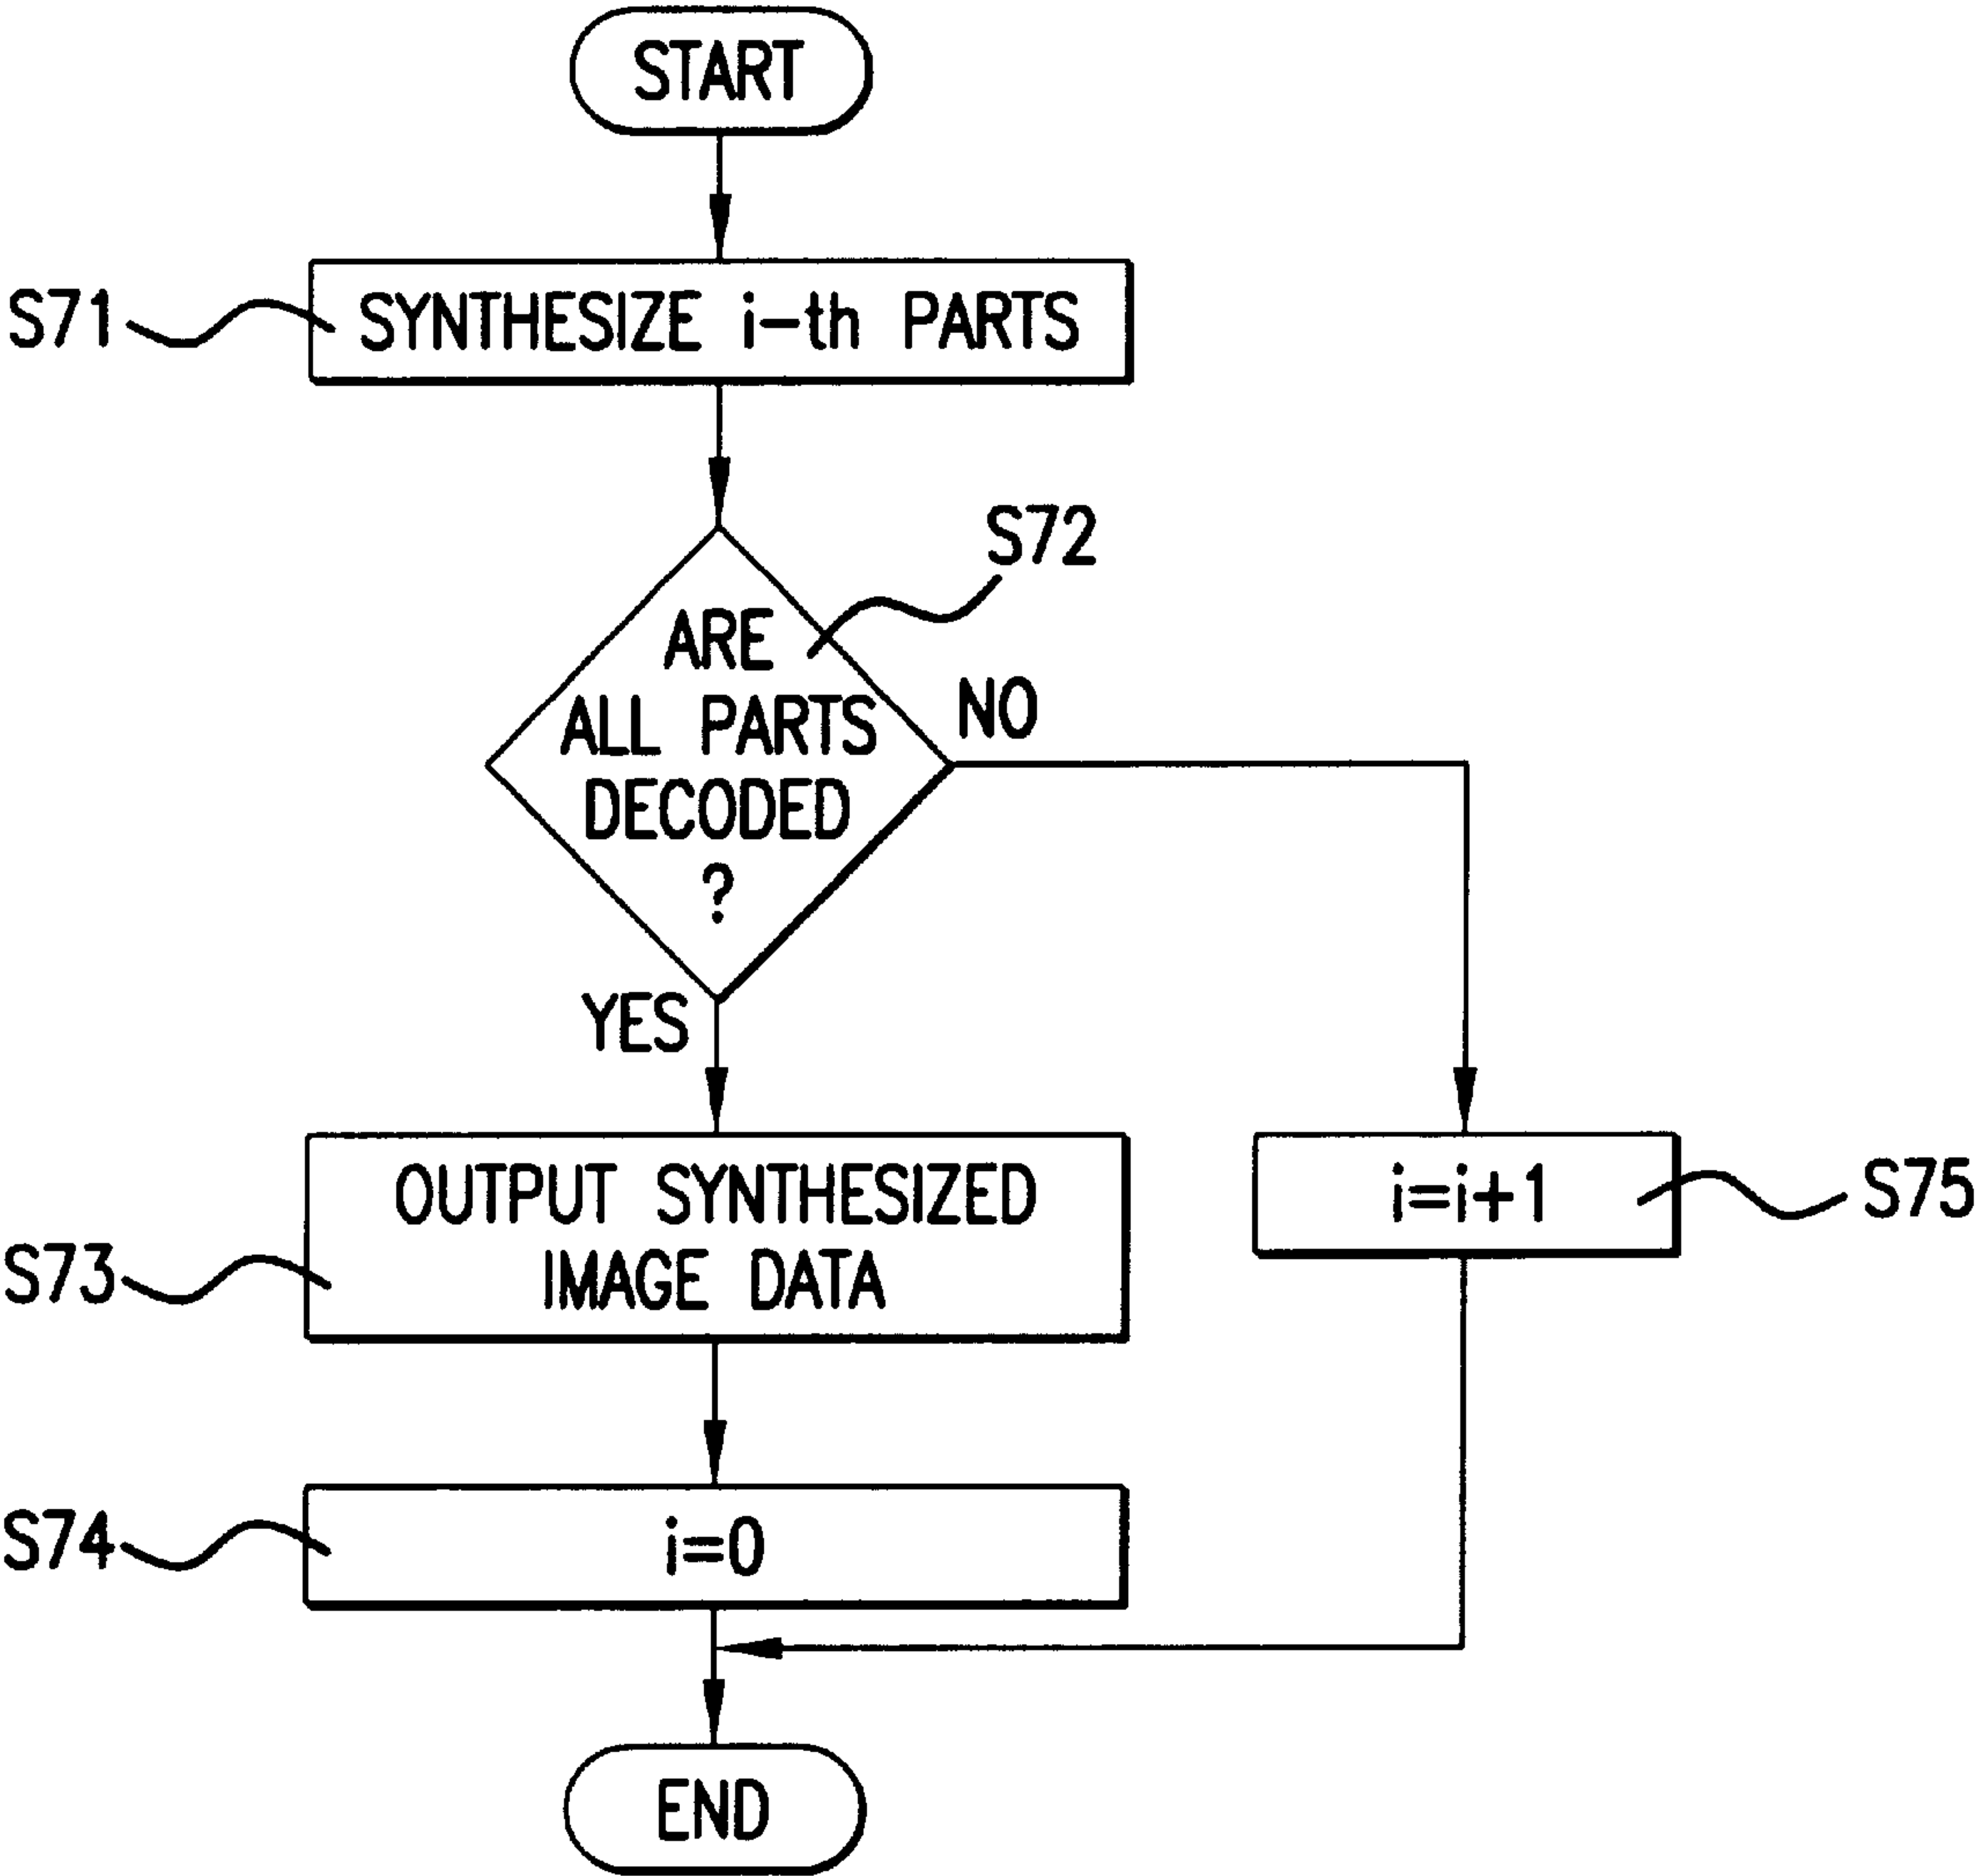 START
S71
SYNTHESIZE i-th PARTS
S72
ARE
ALL PARTS
DECODED
?
NO
YES
OUTPUT SYNTHESIZED
IMAGE DATA
S73
i=i+1
S75
S74
i=0
END